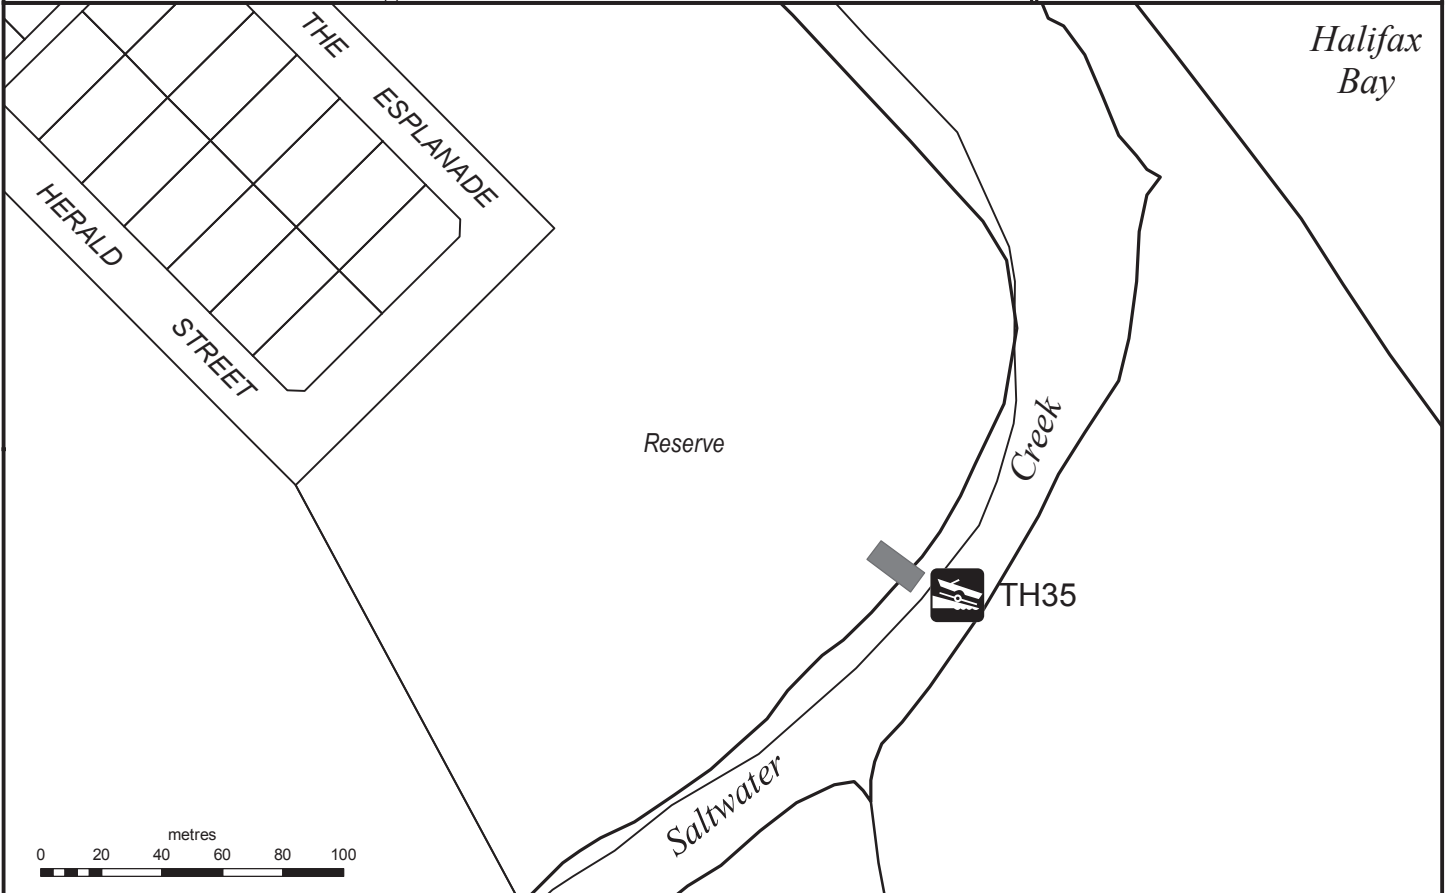 Halifax
Bay
THE ESPLANADE
HERALD STREET
Reserve
Creek
TH35
Saltwater
metres
0 20 40 60 80 100